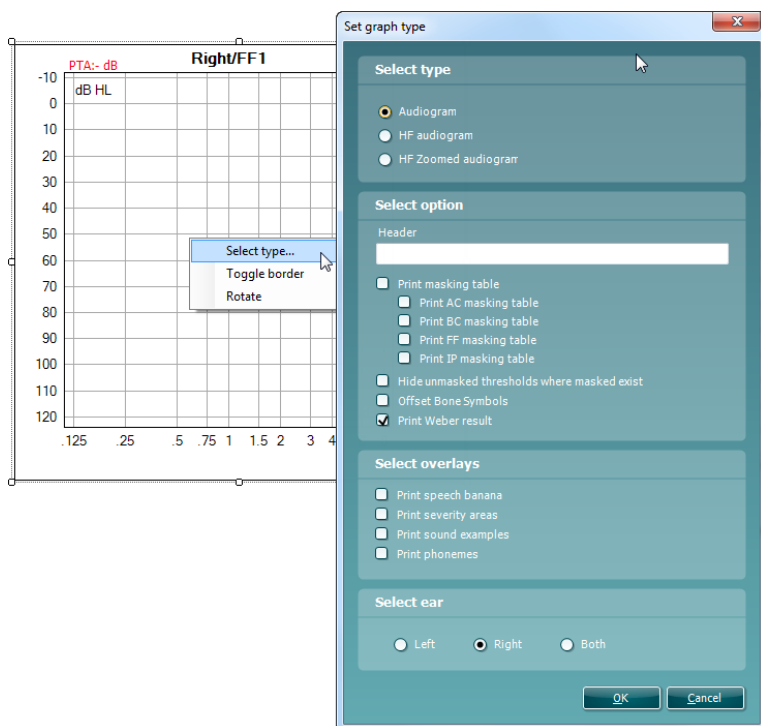 Right/FF1
PTA:- dB
dB HL
-10
0
10
20
30
40
50
60
70
80
90
100
110
120
.125 .25 .5 .75 1 1.5 2 3 4
Select type...
Toggle border
Rotate
Set graph type
Select type
Audiogram
HF audiogram
HF Zoomed audiogram
Select option
Header
Print masking table
Print AC masking table
Print BC masking table
Print FF masking table
Print IP masking table
Hide unmasked thresholds where masked exist
Offset Bone Symbols
Print Weber result
Select overlays
Print speech banana
Print severity areas
Print sound examples
Print phonemes
Select ear
Left Right Both
OK Cancel